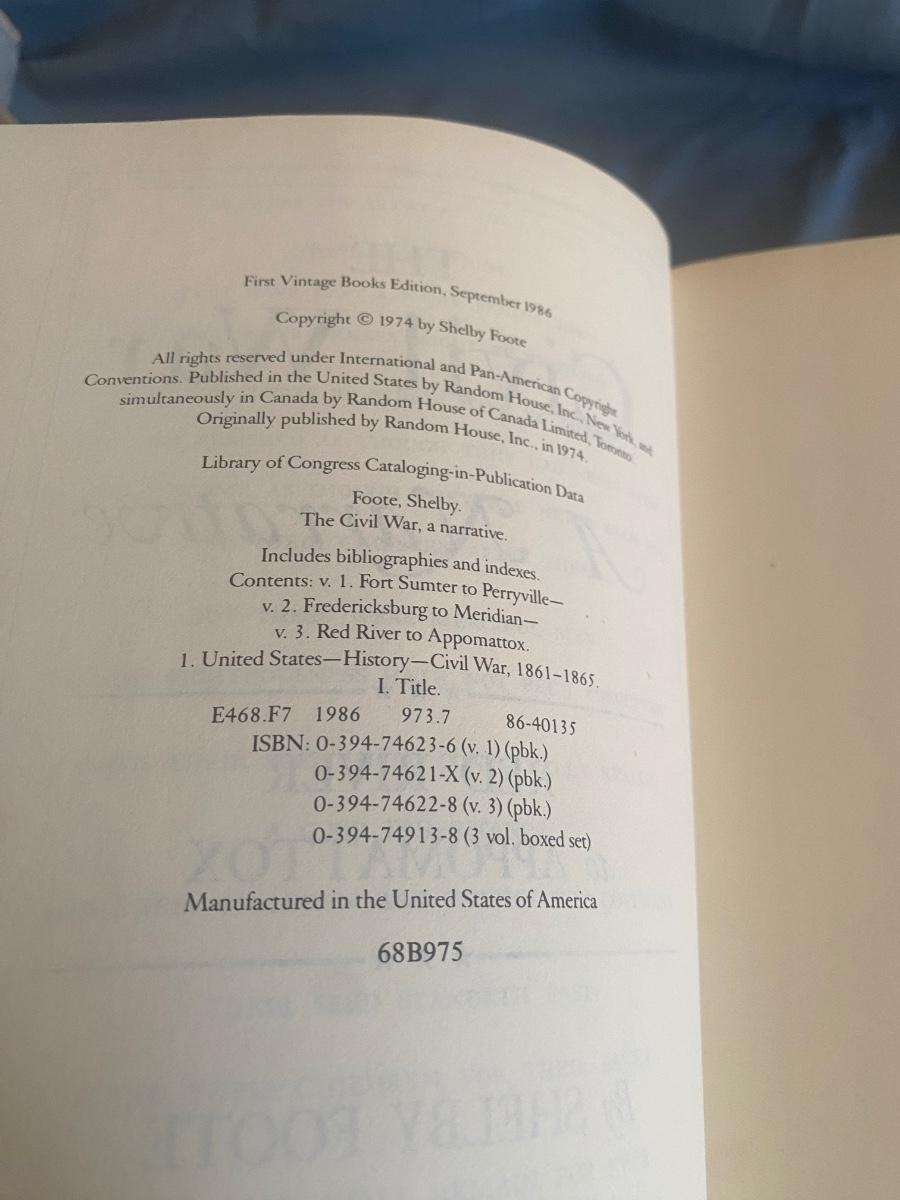 First Vintage Books Edition, September 1986
Copyright © 1974 by Shelby Foote
All rights reserved under International and Pan-American Copyright
Conventions. Published in the United States by Random House, Inc., New York, and
simultaneously in Canada by Random House of Canada Limited, Toronto.
Originally published by Random House, Inc., in 1974.
Library of Congress Cataloging-in-Publication Data
Foote, Shelby.
The Civil War, a narrative.
Includes bibliographies and indexes.
Contents: v. 1. Fort Sumter to Perryville—
v. 2. Fredericksburg to Meridian—
v. 3. Red River to Appomattox.
1. United States—History—Civil War, 1861–1865.
I. Title.
E468.F7 1986 973.7 86-40135
ISBN: 0-394-74623-6 (v. 1) (pbk.)
0-394-74621-X (v. 2) (pbk.)
0-394-74622-8 (v. 3) (pbk.)
0-394-74913-8 (3 vol. boxed set)
Manufactured in the United States of America
68B975